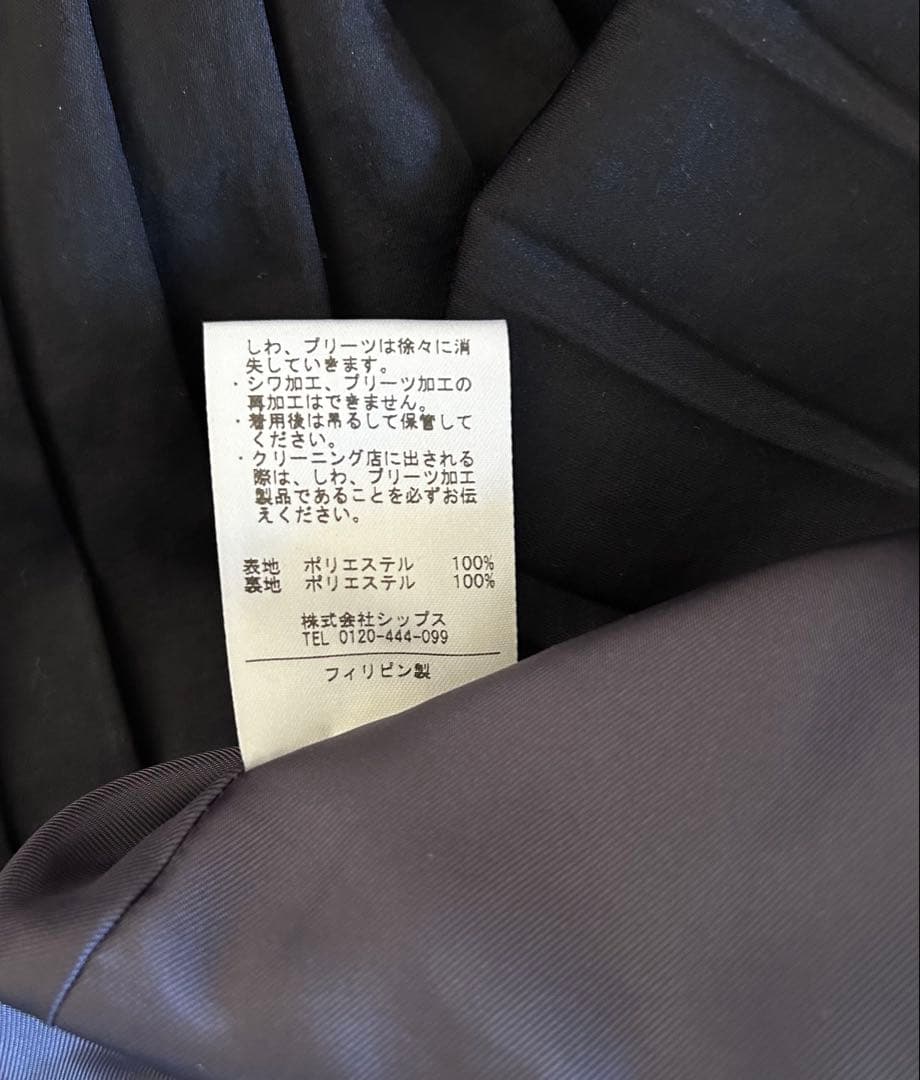 しわ、プリーツは徐々に消
失していきます。
・シワ加工、プリーツ加工の
再加工はできません。
・着用後は吊るして保管して
ください。
・クリーニング店に出される
際は、しわ、プリーツ加工
製品であることを必ずお伝
えください。
表地 ポリエステル 100%
裏地 ポリエステル 100%
株式会社シップス
TEL 0120-444-099
フィリピン製